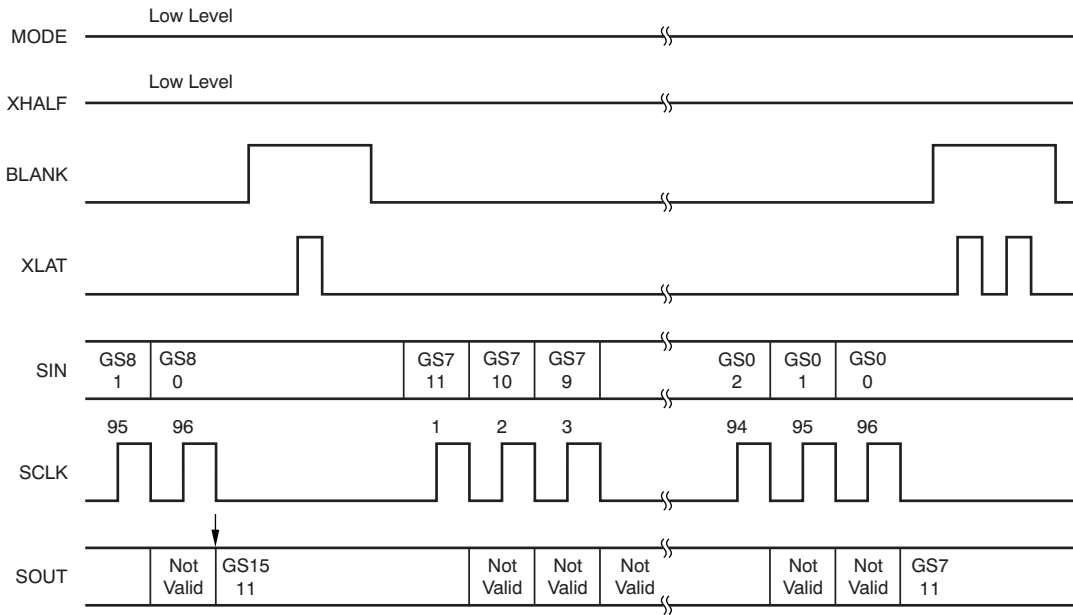 Low Level
MODE
Low Level
XHALF
BLANK
XLAT
SIN
GS8 GS8 GS7 GS7 GS7 GS0 GS0 GS0
1 0 11 10 9 2 1 0
95 96 1 2 3 94 95 96
SCLK
SOUT
Not GS15 Not Not Not Not Not GS7
Valid 11 Valid Valid Valid Valid Valid 11